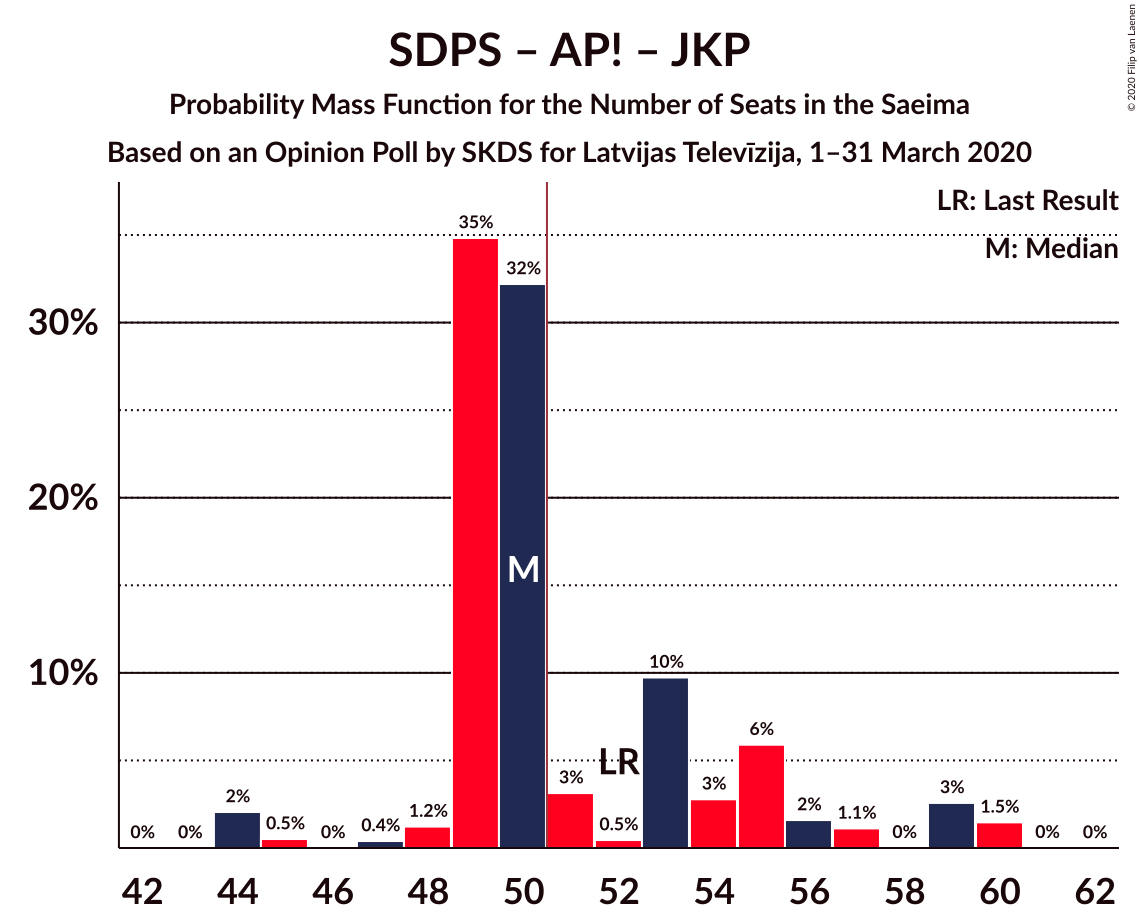 SDPS – AP! – JKP
Probability Mass Function for the Number of Seats in the Saeima
Based on an Opinion Poll by SKDS for Latvijas Televīzija, 1–31 March 2020
© 2020 Filip van Laenen
LR: Last Result
M: Median
30%
20%
10%
0%
0%
2%
0.5%
0%
0.4%
1.2%
35%
32%
3%
0.5%
10%
3%
6%
2%
1.1%
0%
3%
1.5%
0%
0%
M
LR
42 44 46 48 50 52 54 56 58 60 62